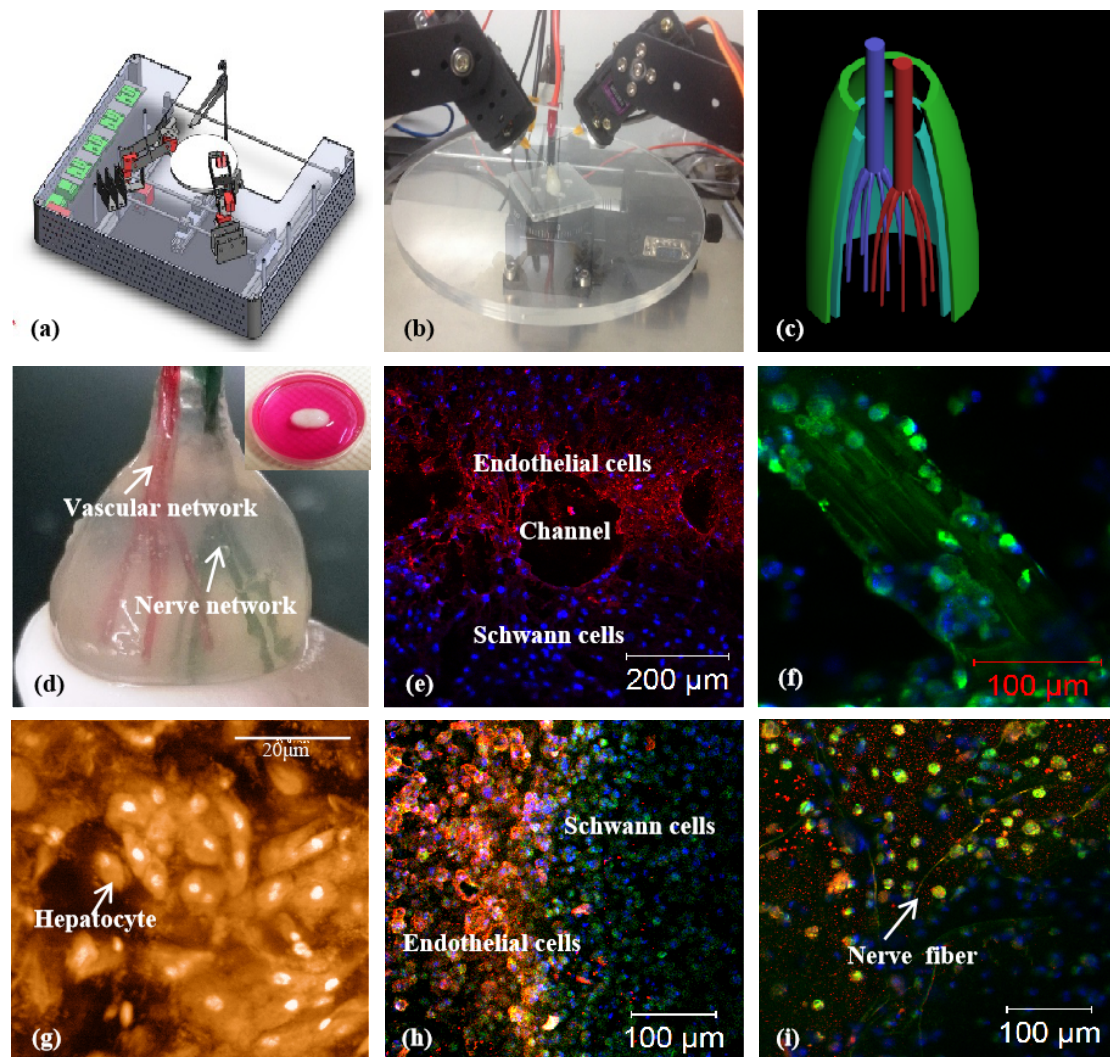 (a)
(b)
(c)
Vascular network
Nerve network
(d)
Endothelial cells
Channel
Schwann cells
200 µm
(e)
100 µm
(f)
20µm
Hepatocyte
(g)
Schwann cells
Endothelial cells
100 µm
(h)
Nerve fiber
100 µm
(i)